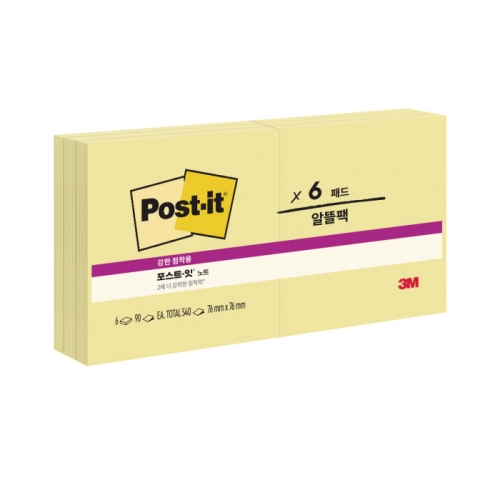 Post-it®
강한 점착용
포스트·잇® 노트
2배 더 강력한 점착력*
6 90 EA. TOTAL 540 76 mm x 76 mm
x 6 패드
알뜰팩
3M